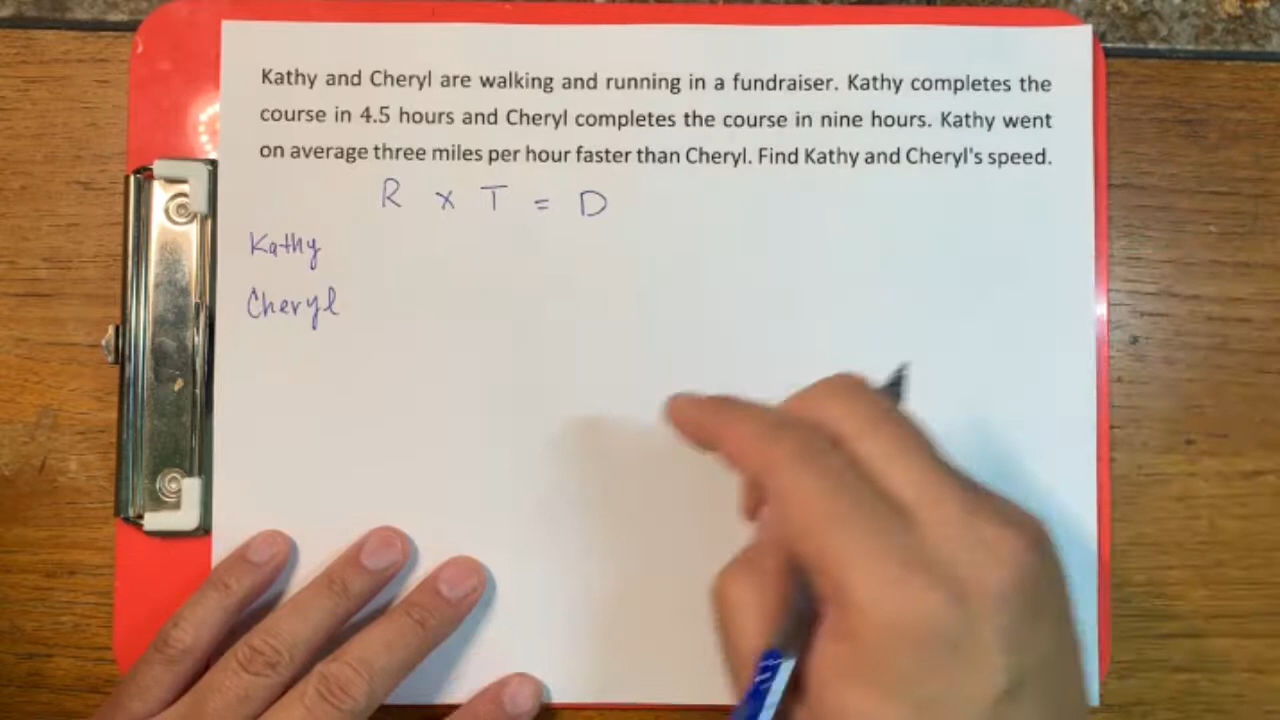 Kathy and Cheryl are walking and running in a fundraiser. Kathy completes the
course in 4.5 hours and Cheryl completes the course in nine hours. Kathy went
on average three miles per hour faster than Cheryl. Find Kathy and Cheryl's speed.
R x T = D
Kathy
Cheryl